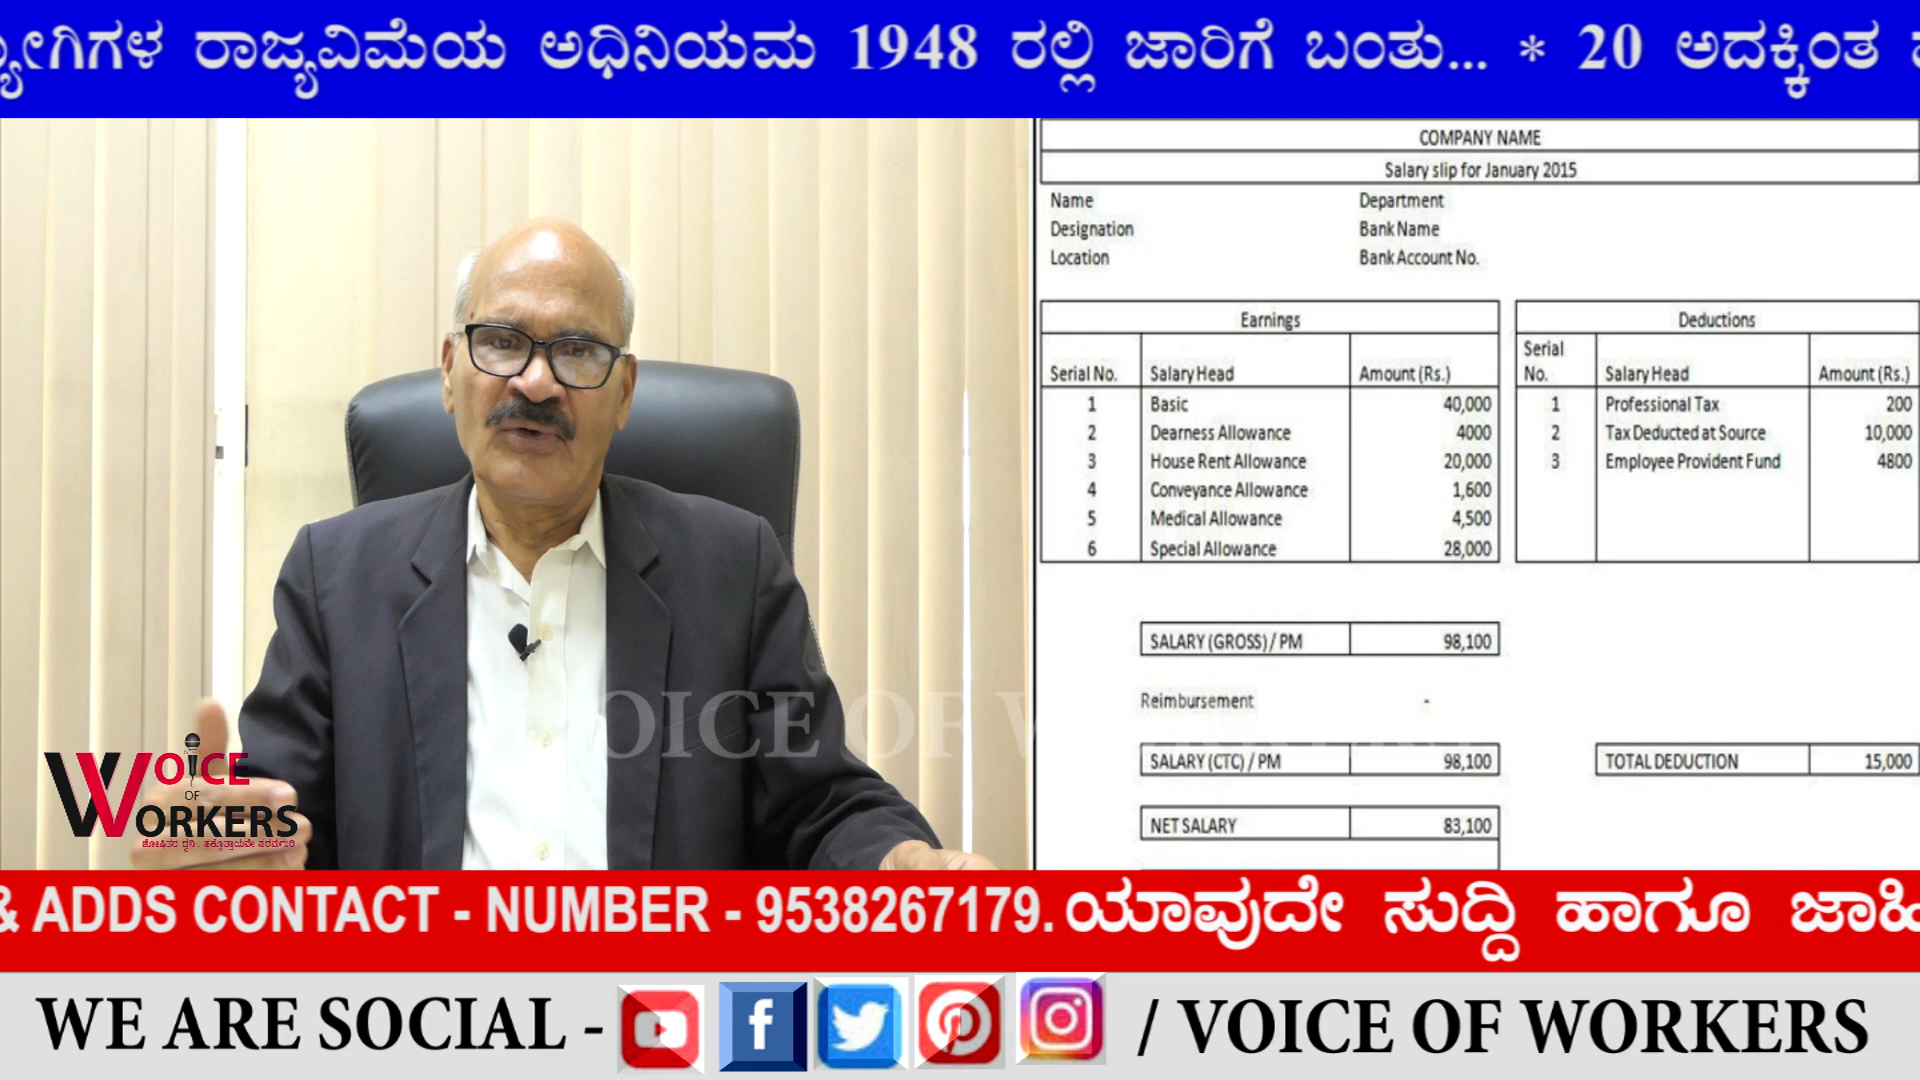 ರಾಜ್ಯವಿಮೆಯ ಅಧಿನಿಯಮ 1948 ರಲ್ಲಿ ಜಾರಿಗೆ ಬಂತು... * 20 ಅದಕ್ಕಿಂತ
COMPANY NAME
Salary slip for January 2015
Name Department
Designation Bank Name
Location Bank Account No.
Earnings Deductions
Serial No. Salary Head Amount (Rs.) Serial No. Salary Head Amount (Rs.)
1 Basic 40,000 1 Professional Tax 200
2 Dearness Allowance 4000 2 Tax Deducted at Source 10,000
3 House Rent Allowance 20,000 3 Employee Provident Fund 4800
4 Conveyance Allowance 1,600
5 Medical Allowance 4,500
6 Special Allowance 28,000
SALARY (GROSS) / PM 98,100
Reimbursement -
SALARY (CTC) / PM 98,100 TOTAL DEDUCTION 15,000
NET SALARY 83,100
VOICE
OF
WORKERS
& ADDS CONTACT - NUMBER - 9538267179. ಯಾವುದೇ ಸುದ್ದಿ ಹಾಗೂ
WE ARE SOCIAL - / VOICE OF WORKERS